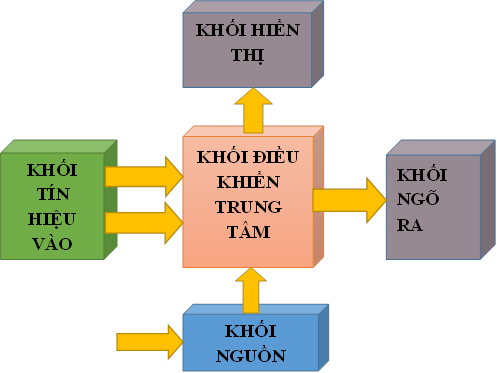 KHỐI HIỂN
THỊ
KHỐI
TÍN
HIỆU
VÀO
KHỐI ĐIỀU
KHIỂN
TRUNG
TÂM
KHỐI
NGÕ
RA
KHỐI
NGUỒN